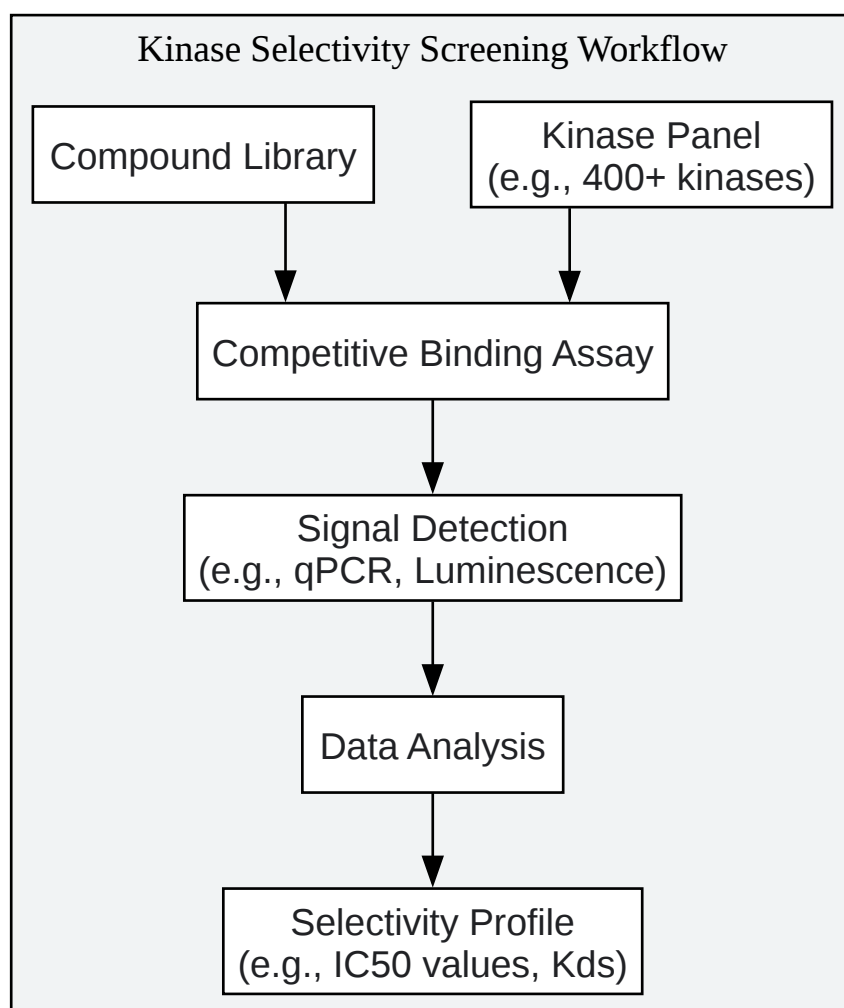 Kinase Selectivity Screening Workflow
Compound Library
Kinase Panel
(e.g., 400+ kinases)
Competitive Binding Assay
Signal Detection
(e.g., qPCR, Luminescence)
Data Analysis
Selectivity Profile
(e.g., IC50 values, Kds)